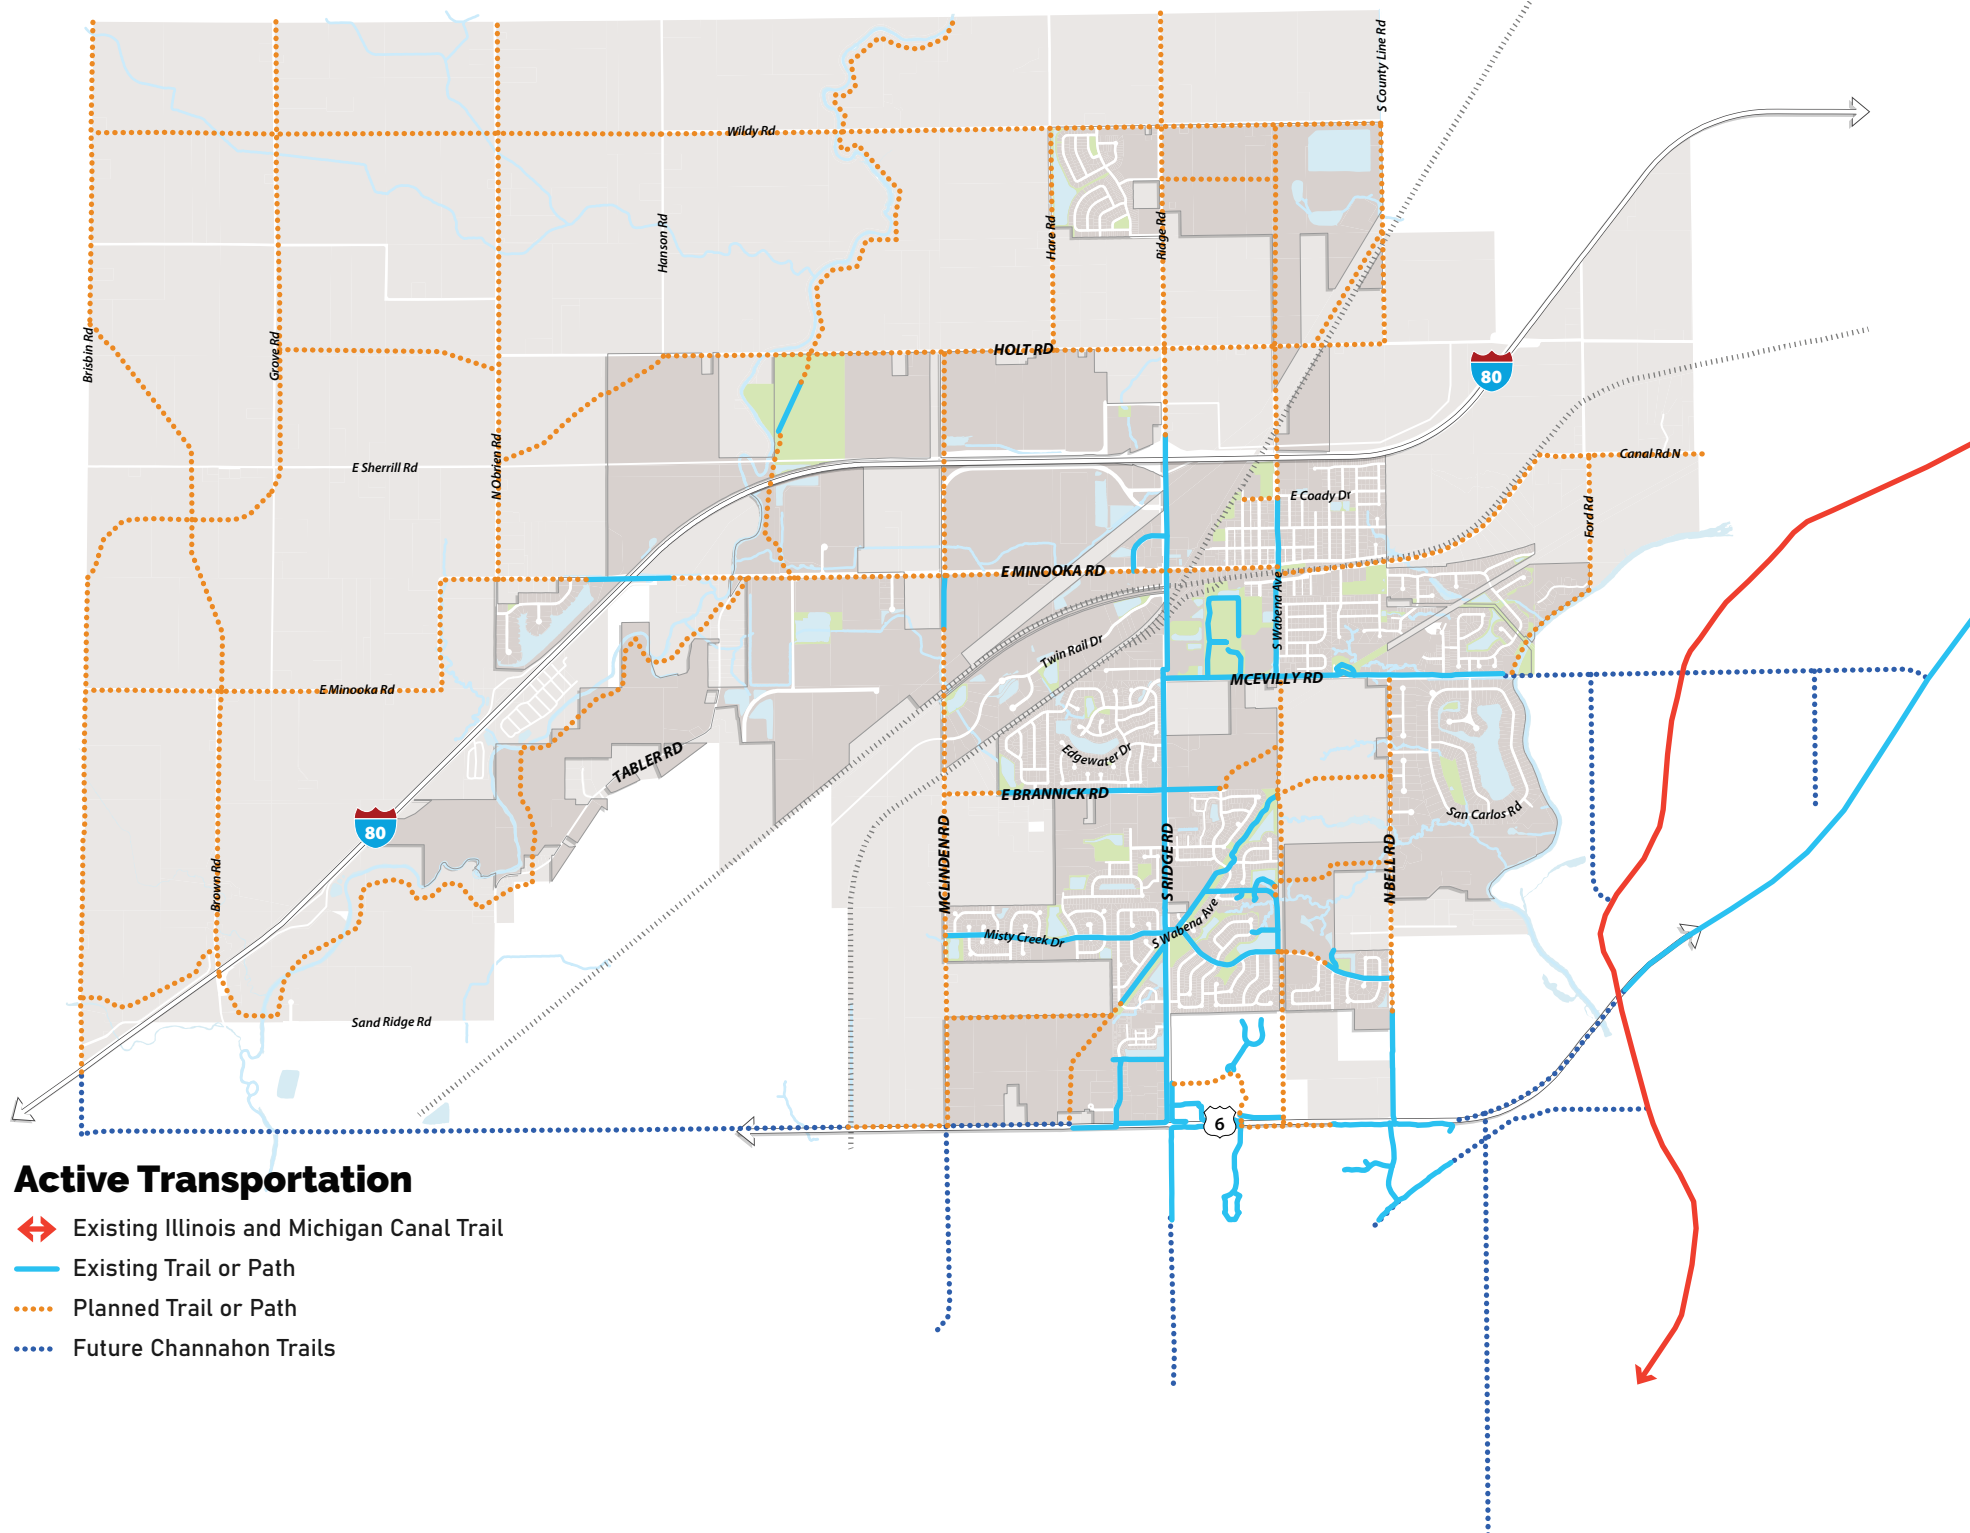 S County Line Rd
Wildy Rd
Hanson Rd
Hare Rd
Ridge Rd
Brisbin Rd
Grove Rd
HOLT RD
80
N Obrien Rd
E Sherrill Rd
Canal Rd N
E Coady Dr
Ford Rd
E MINOOKA RD
S Wabena Ave
Twin Rail Dr
MCEVILLY RD
E Minooka Rd
TABLER RD
Edgewater Dr
E BRANNICK RD
San Carlos Rd
80
MCLINDEN RD
S RIDGE RD
N BELL RD
Brown Rd
S Wabena Ave
Misty Creek Dr
Sand Ridge Rd
6
Active Transportation
Existing Illinois and Michigan Canal Trail
Existing Trail or Path
Planned Trail or Path
Future Channahon Trails